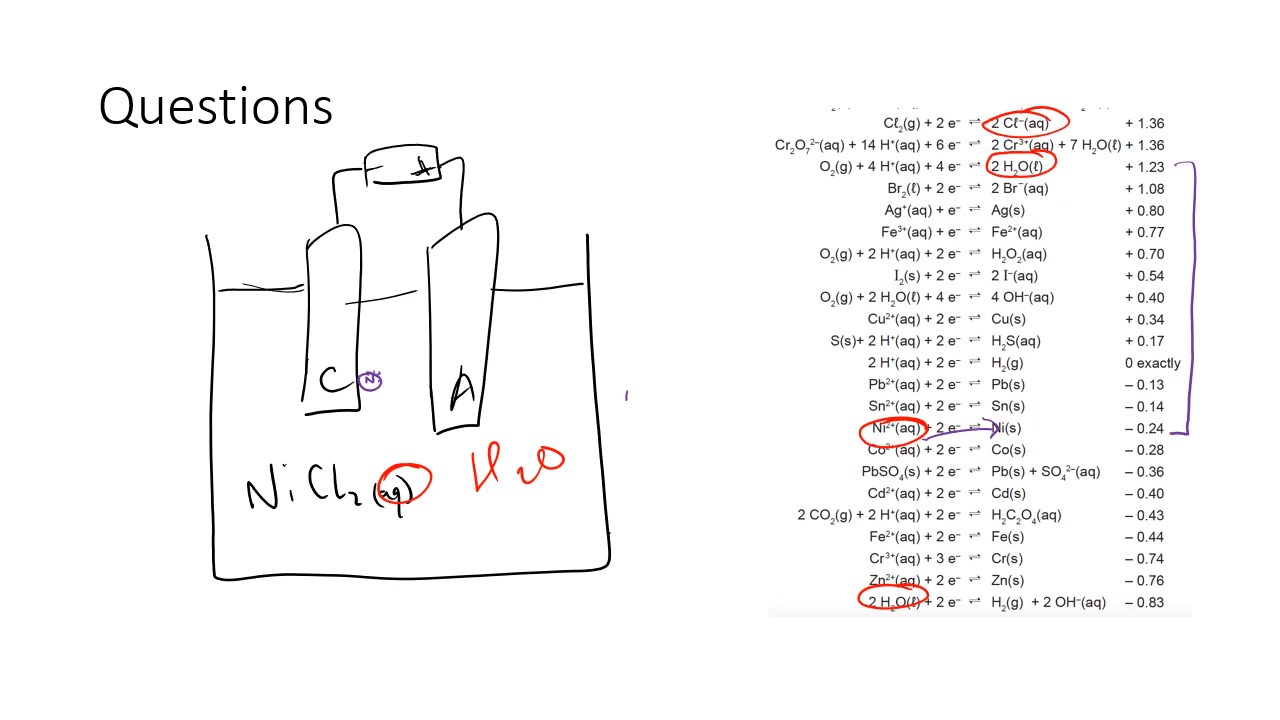 Questions
A
C
Ni
A
NiCl₂(aq)
H₂O
Cℓ₂(g) + 2 e⁻ ⇌ 2 Cℓ⁻(aq) + 1.36
Cr₂O₇²⁻(aq) + 14 H⁺(aq) + 6 e⁻ ⇌ 2 Cr³⁺(aq) + 7 H₂O(ℓ) + 1.36
O₂(g) + 4 H⁺(aq) + 4 e⁻ ⇌ 2 H₂O(ℓ) + 1.23
Br₂(ℓ) + 2 e⁻ ⇌ 2 Br⁻(aq) + 1.08
Ag⁺(aq) + e⁻ ⇌ Ag(s) + 0.80
Fe³⁺(aq) + e⁻ ⇌ Fe²⁺(aq) + 0.77
O₂(g) + 2 H⁺(aq) + 2 e⁻ ⇌ H₂O₂(aq) + 0.70
I₂(s) + 2 e⁻ ⇌ 2 I⁻(aq) + 0.54
O₂(g) + 2 H₂O(ℓ) + 4 e⁻ ⇌ 4 OH⁻(aq) + 0.40
Cu²⁺(aq) + 2 e⁻ ⇌ Cu(s) + 0.34
S(s)+ 2 H⁺(aq) + 2 e⁻ ⇌ H₂S(aq) + 0.17
2 H⁺(aq) + 2 e⁻ ⇌ H₂(g) 0 exactly
Pb²⁺(aq) + 2 e⁻ ⇌ Pb(s) – 0.13
Sn²⁺(aq) + 2 e⁻ ⇌ Sn(s) – 0.14
Ni²⁺(aq) + 2 e⁻ ⇌ Ni(s) – 0.24
Co²⁺(aq) + 2 e⁻ ⇌ Co(s) – 0.28
PbSO₄(s) + 2 e⁻ ⇌ Pb(s) + SO₄²⁻(aq) – 0.36
Cd²⁺(aq) + 2 e⁻ ⇌ Cd(s) – 0.40
2 CO₂(g) + 2 H⁺(aq) + 2 e⁻ ⇌ H₂C₂O₄(aq) – 0.43
Fe²⁺(aq) + 2 e⁻ ⇌ Fe(s) – 0.44
Cr³⁺(aq) + 3 e⁻ ⇌ Cr(s) – 0.74
Zn²⁺(aq) + 2 e⁻ ⇌ Zn(s) – 0.76
2 H₂O(ℓ) + 2 e⁻ ⇌ H₂(g) + 2 OH⁻(aq) – 0.83